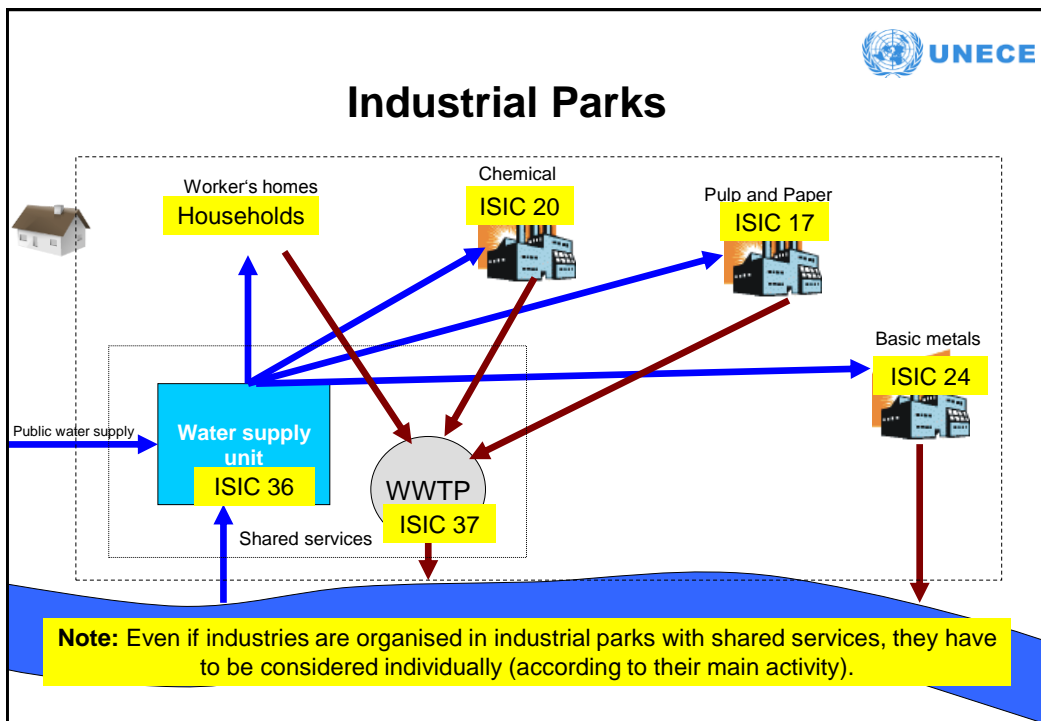 UNECE
Industrial Parks
Worker's homes
Households
Chemical
ISIC 20
Pulp and Paper
ISIC 17
Basic metals
ISIC 24
Public water supply
Water supply
unit
ISIC 36
WWTP
ISIC 37
Shared services
Note: Even if industries are organised in industrial parks with shared services, they have
to be considered individually (according to their main activity).